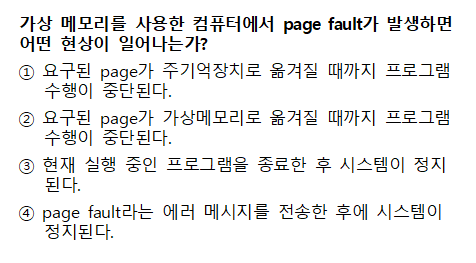 가상 메모리를 사용한 컴퓨터에서 page fault가 발생하면
어떤 현상이 일어나는가?
① 요구된 page가 주기억장치로 옮겨질 때까지 프로그램
수행이 중단된다.
② 요구된 page가 가상메모리로 옮겨질 때까지 프로그램
수행이 중단된다.
③ 현재 실행 중인 프로그램을 종료한 후 시스템이 정지
된다.
④ page fault라는 에러 메시지를 전송한 후에 시스템이
정지된다.